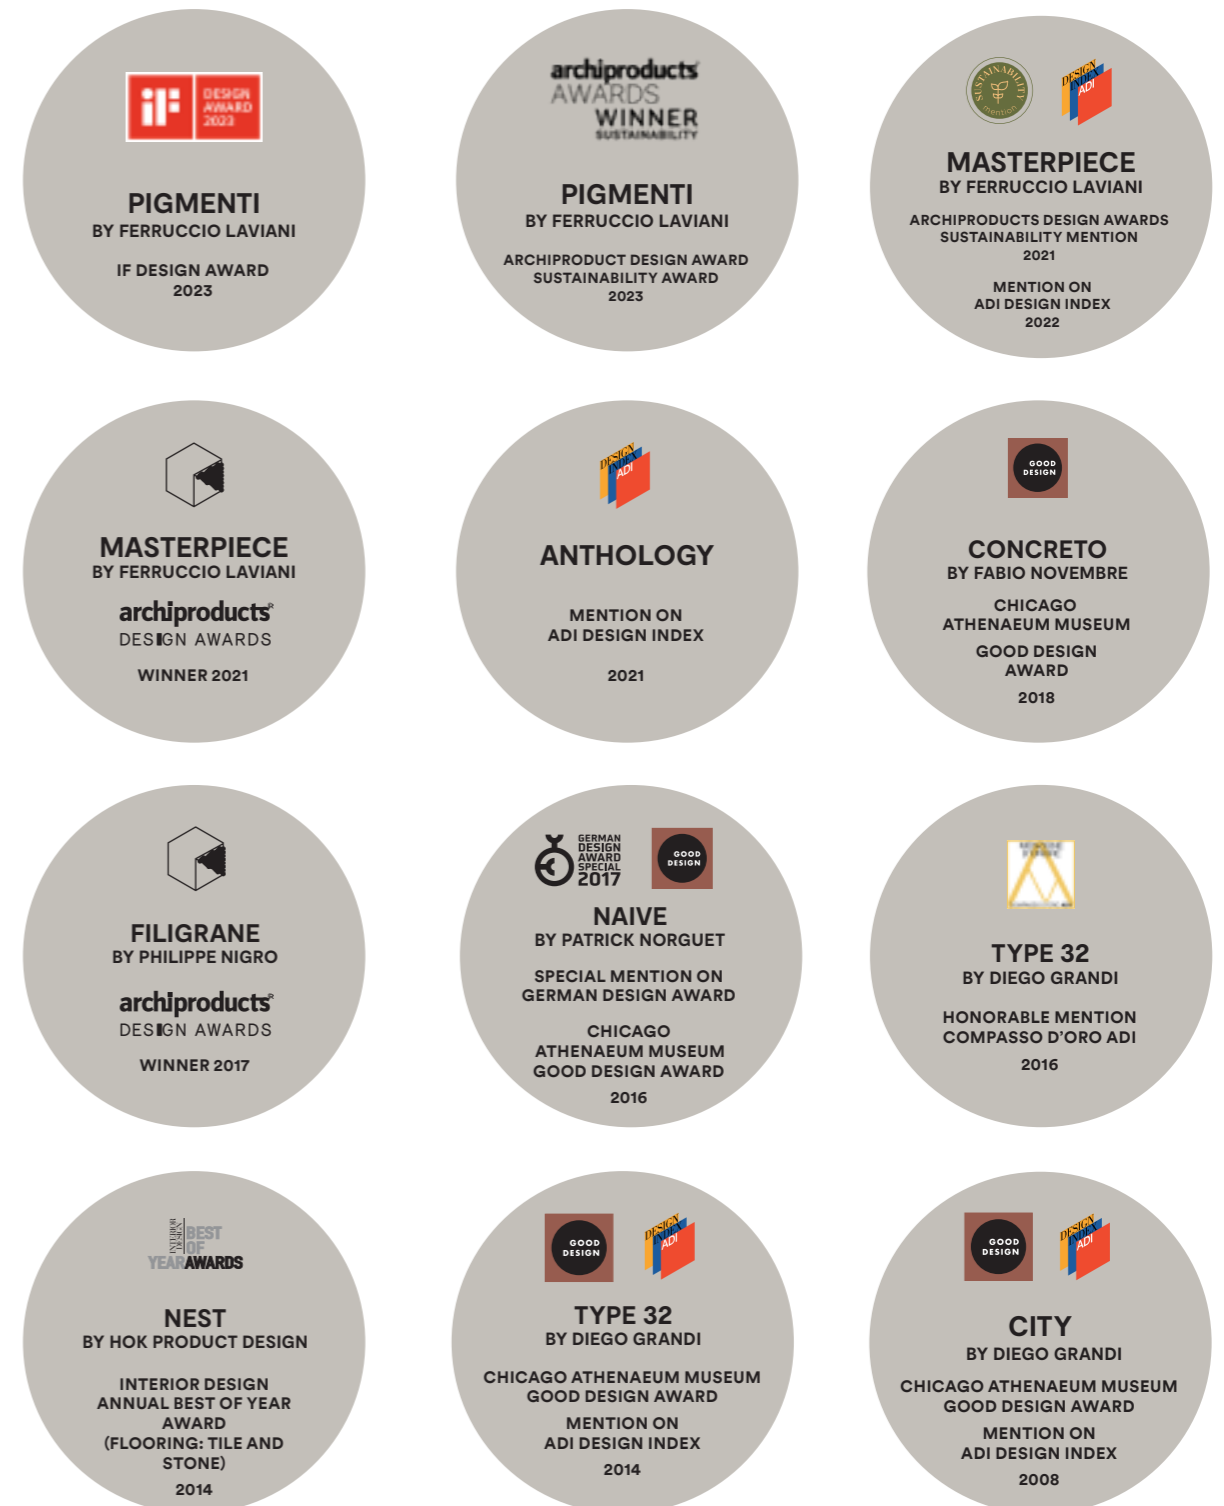 iF
DESIGN
AWARD
2023
PIGMENTI
BY FERRUCCIO LAVIANI
IF DESIGN AWARD
2023
archiproducts
AWARDS
WINNER
SUSTAINABILITY
PIGMENTI
BY FERRUCCIO LAVIANI
ARCHIPRODUCT DESIGN AWARD
SUSTAINABILITY AWARD
2023
SUSTAINABILITY
mention
DESIGN
INDEX
ADI
MASTERPIECE
BY FERRUCCIO LAVIANI
ARCHIPRODUCTS DESIGN AWARDS
SUSTAINABILITY MENTION
2021
MENTION ON
ADI DESIGN INDEX
2022
MASTERPIECE
BY FERRUCCIO LAVIANI
archiproducts®
DESIGN AWARDS
WINNER 2021
DESIGN
INDEX
ADI
ANTHOLOGY
MENTION ON
ADI DESIGN INDEX
2021
GOOD
DESIGN
CONCRETO
BY FABIO NOVEMBRE
CHICAGO
ATHENAEUM MUSEUM
GOOD DESIGN
AWARD
2018
FILIGRANE
BY PHILIPPE NIGRO
archiproducts®
DESIGN AWARDS
WINNER 2017
GERMAN
DESIGN
AWARD
SPECIAL
2017
GOOD
DESIGN
NAIVE
BY PATRICK NORGUET
SPECIAL MENTION ON
GERMAN DESIGN AWARD
CHICAGO
ATHENAEUM MUSEUM
GOOD DESIGN AWARD
2016
TYPE 32
BY DIEGO GRANDI
HONORABLE MENTION
COMPASSO D’ORO ADI
2016
INTERIOR
DESIGN
BEST
OF
YEAR AWARDS
NEST
BY HOK PRODUCT DESIGN
INTERIOR DESIGN
ANNUAL BEST OF YEAR
AWARD
(FLOORING: TILE AND
STONE)
2014
GOOD
DESIGN
DESIGN
INDEX
ADI
TYPE 32
BY DIEGO GRANDI
CHICAGO ATHENAEUM MUSEUM
GOOD DESIGN AWARD
MENTION ON
ADI DESIGN INDEX
2014
GOOD
DESIGN
DESIGN
INDEX
ADI
CITY
BY DIEGO GRANDI
CHICAGO ATHENAEUM MUSEUM
GOOD DESIGN AWARD
MENTION ON
ADI DESIGN INDEX
2008